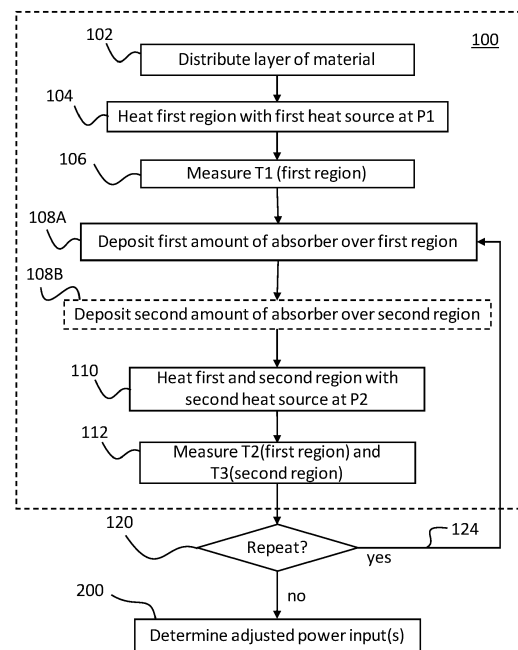 100
102
Distribute layer of material
104
Heat first region with first heat source at P1
106
Measure T1 (first region)
108A
Deposit first amount of absorber over first region
108B
Deposit second amount of absorber over second region
110
Heat first and second region with
second heat source at P2
112
Measure T2(first region) and
T3(second region)
120
Repeat?
124
yes
no
200
Determine adjusted power input(s)